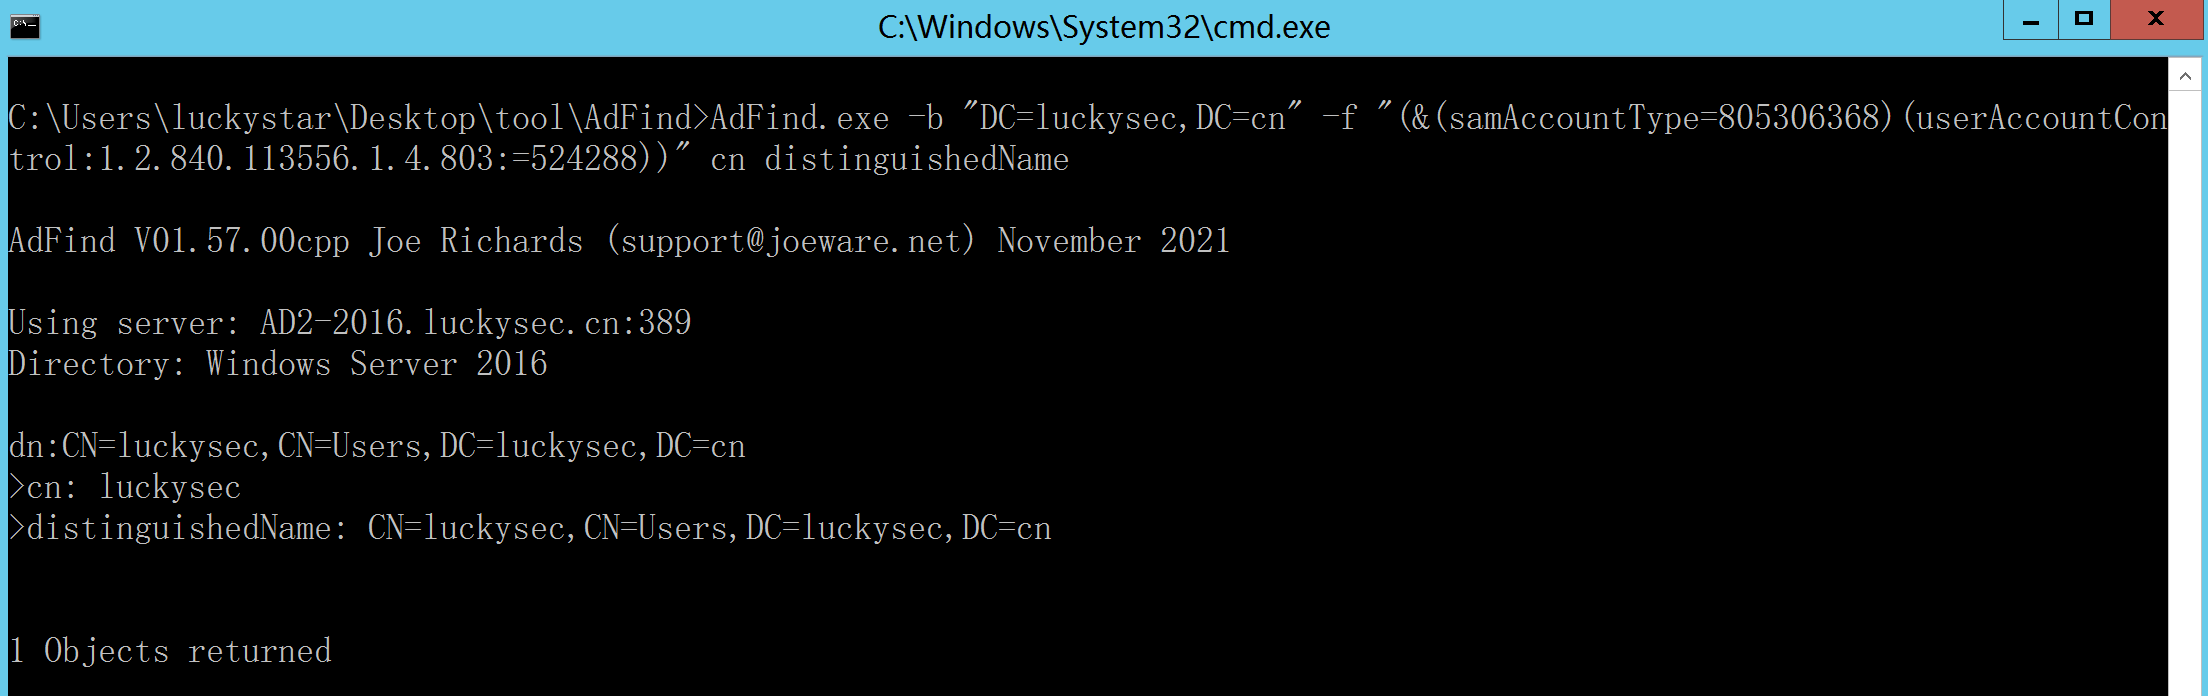 C:\Windows\System32\cmd.exe
C:\Users\luckystar\Desktop\tool\AdFind>AdFind.exe -b "DC=luckysec,DC=cn" -f "(&(samAccountType=805306368)(userAccountCon
trol:1.2.840.113556.1.4.803:=524288))" cn distinguishedName
AdFind V01.57.00cpp Joe Richards (support@joeware.net) November 2021
Using server: AD2-2016.luckysec.cn:389
Directory: Windows Server 2016
dn:CN=luckysec,CN=Users,DC=luckysec,DC=cn
>cn: luckysec
>distinguishedName: CN=luckysec,CN=Users,DC=luckysec,DC=cn
1 Objects returned